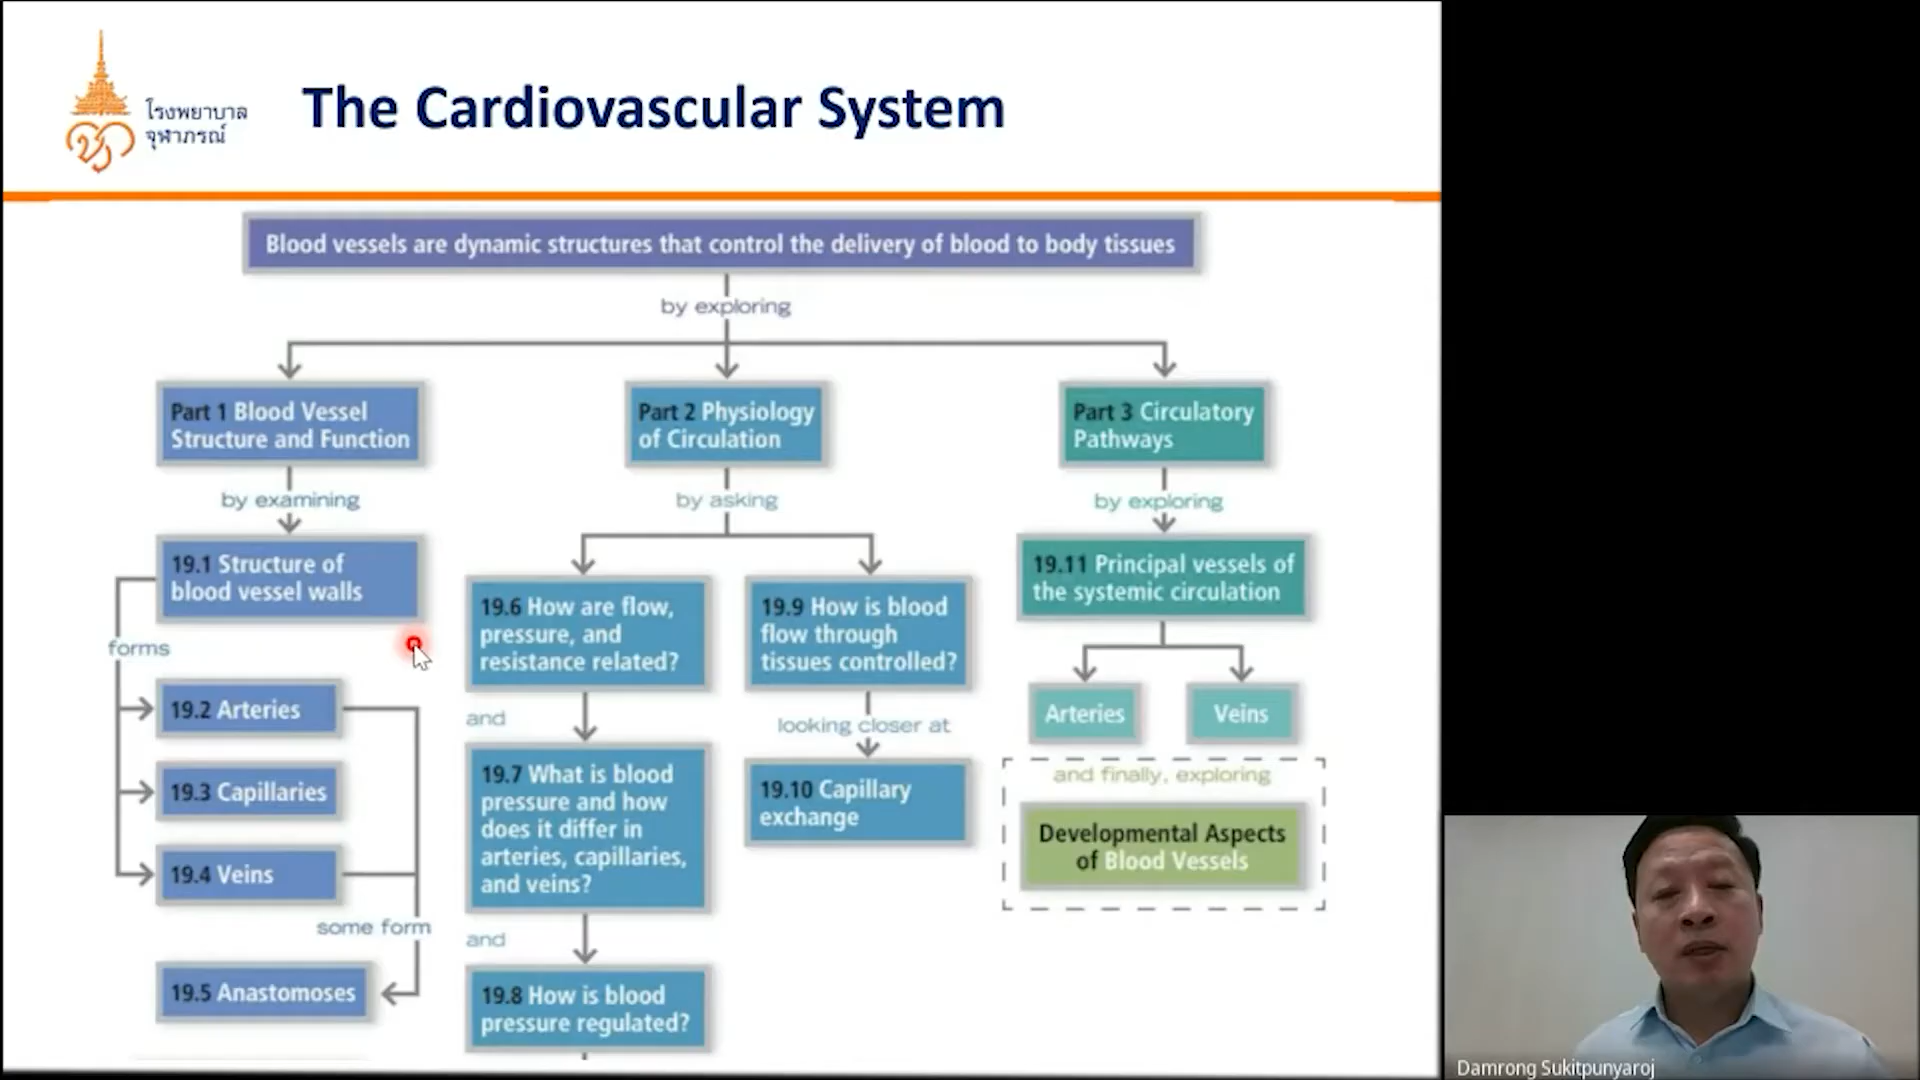 โรงพยาบาล
จุฬาภรณ์
The Cardiovascular System
Blood vessels are dynamic structures that control the delivery of blood to body tissues
by exploring
Part 1 Blood Vessel
Structure and Function
by examining
19.1 Structure of
blood vessel walls
forms
19.2 Arteries
19.3 Capillaries
19.4 Veins
some form
19.5 Anastomoses
Part 2 Physiology
of Circulation
by asking
19.6 How are flow,
pressure, and
resistance related?
and
19.7 What is blood
pressure and how
does it differ in
arteries, capillaries,
and veins?
and
19.8 How is blood
pressure regulated?
19.9 How is blood
flow through
tissues controlled?
looking closer at
19.10 Capillary
exchange
Part 3 Circulatory
Pathways
by exploring
19.11 Principal vessels of
the systemic circulation
Arteries
Veins
and finally, exploring
Developmental Aspects
of Blood Vessels
Damrong Sukitpunyaroj